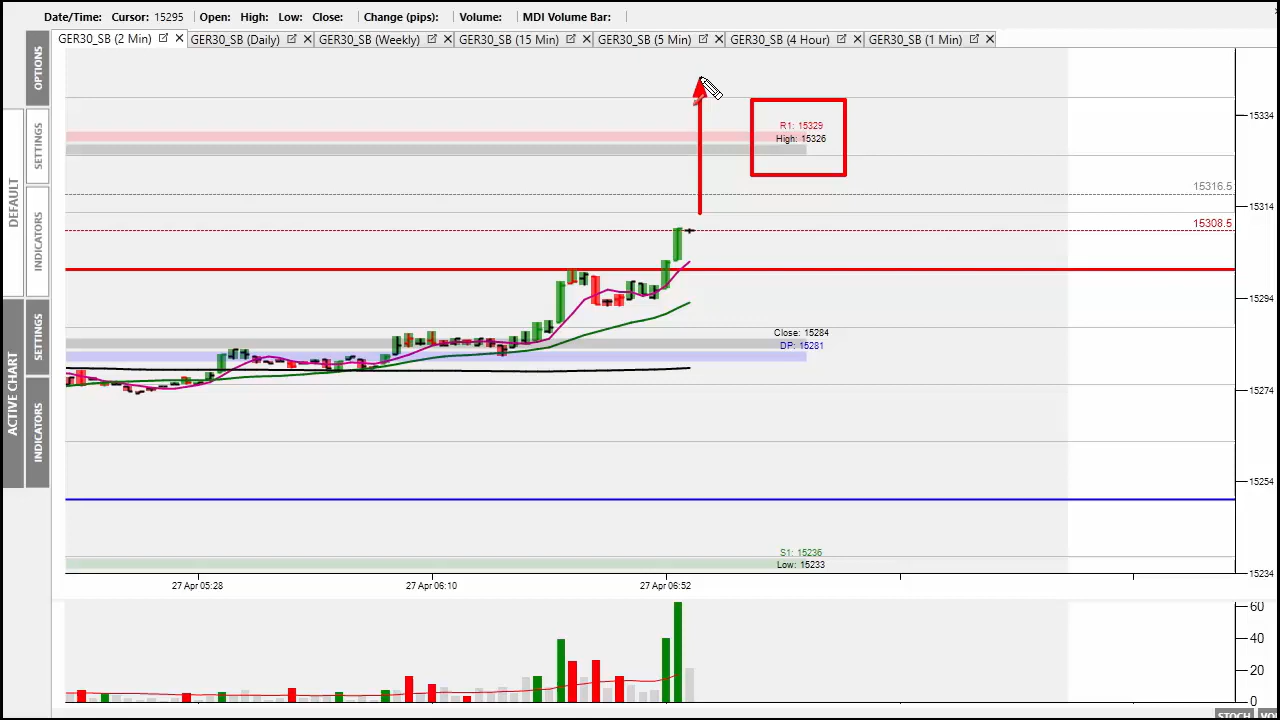 Date/Time: Cursor: 15295 Open: High: Low: Close: Change (pips): Volume: MDI Volume Bar:
GER30_SB (2 Min) GER30_SB (Daily) GER30_SB (Weekly) GER30_SB (15 Min) GER30_SB (5 Min) GER30_SB (4 Hour) GER30_SB (1 Min)
OPTIONS
DEFAULT
SETTINGS
INDICATORS
ACTIVE CHART
SETTINGS
INDICATORS
R1: 15329
High: 15326
15334
15316.5
15314
15308.5
15294
Close: 15284
DP: 15281
15274
15254
S1: 15236
Low: 15233
15234
27 Apr 05:28 27 Apr 06:10 27 Apr 06:52
60
40
20
0
STOCH